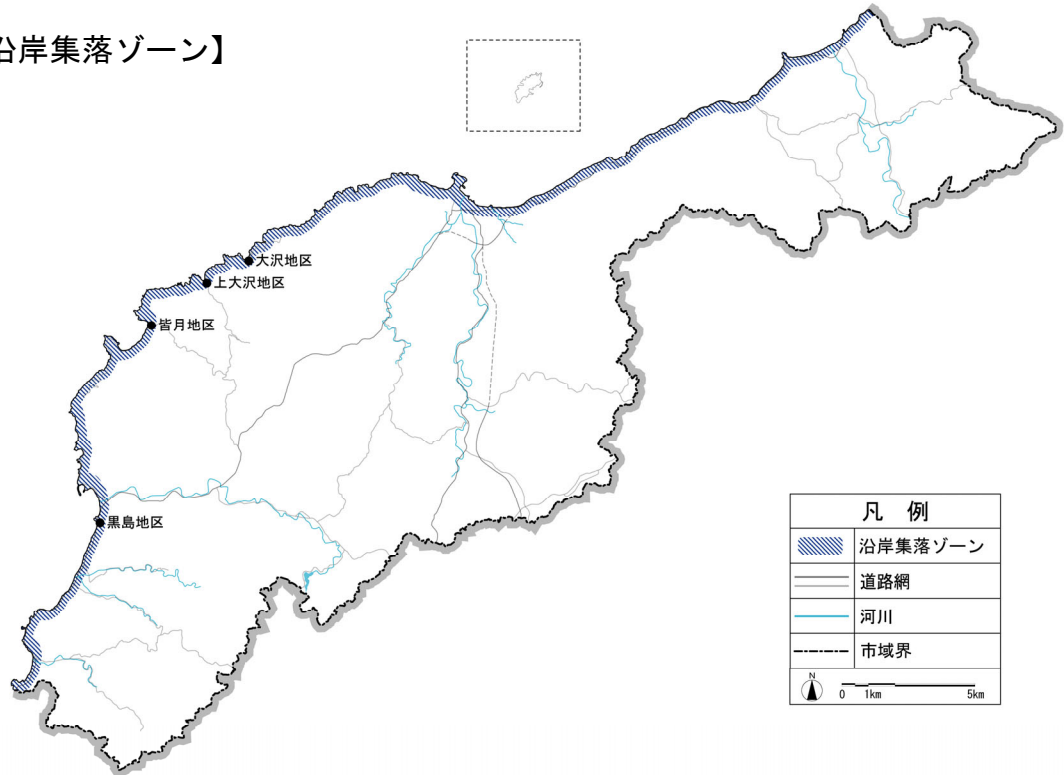 沿岸集落ゾーン】
大沢地区
上大沢地区
皆月地区
黒島地区
凡 例
沿岸集落ゾーン
道路網
河川
市域界
N
0 1km 5km